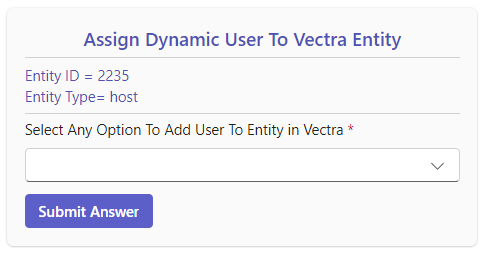 Assign Dynamic User To Vectra Entity
Entity ID = 2235
Entity Type= host
Select Any Option To Add User To Entity in Vectra *
Submit Answer